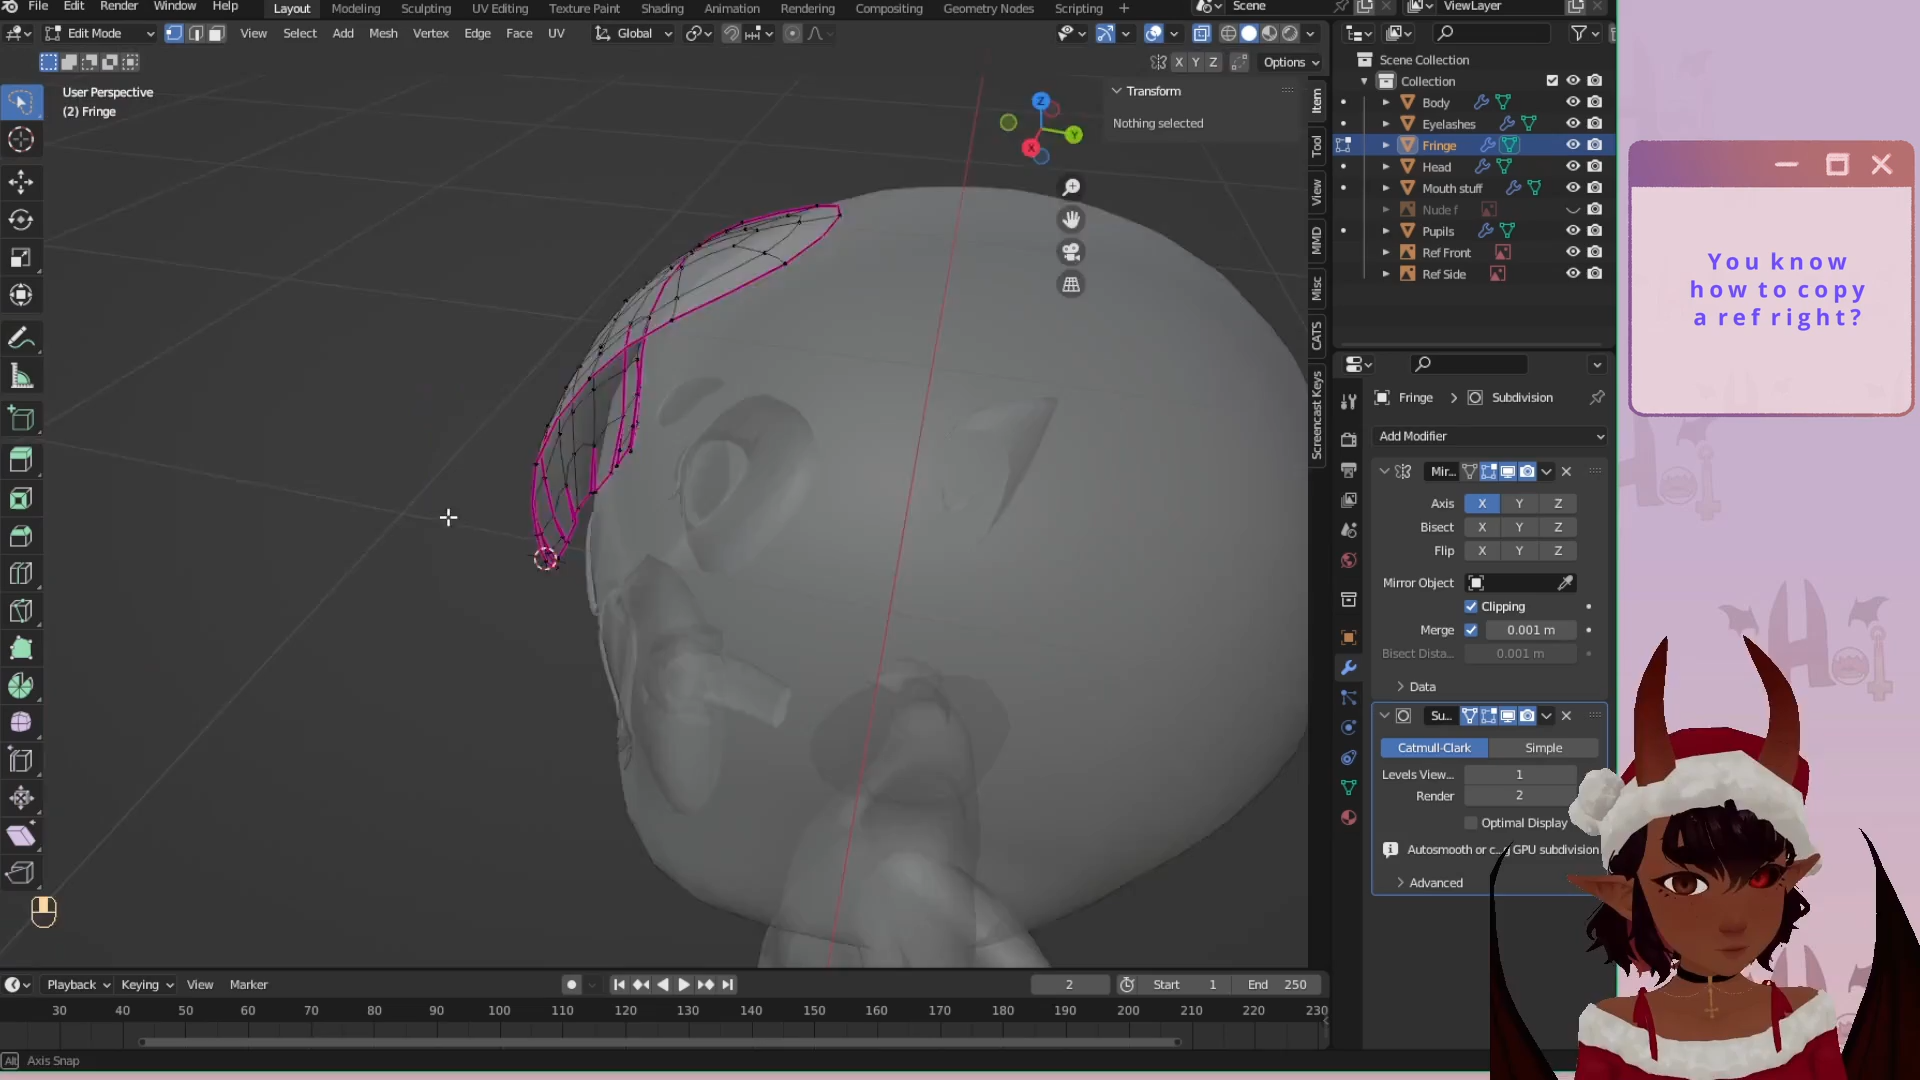 File Edit Render Window Help Layout Modeling Sculpting UV Editing Texture Paint Shading Animation Rendering Compositing Geometry Nodes Scripting + Scene ViewLayer
Edit Mode View Select Add Mesh Vertex Edge Face UV Global
X Y Z Options
User Perspective
(2) Fringe
Transform
Nothing selected
Z
Y
X
Item
Tool
View
MMD
Misc
CATS
Screencast Keys
Scene Collection
Collection
Body
Eyelashes
Fringe
Head
Mouth stuff
Nude f
Pupils
Ref Front
Ref Side
Fringe > Subdivision
Add Modifier
Mir...
Axis X Y Z
Bisect X Y Z
Flip X Y Z
Mirror Object
Clipping
Merge 0.001 m
Bisect Dista... 0.001 m
Data
Su...
Catmull-Clark Simple
Levels View... 1
Render 2
Optimal Display
Autosmooth or c... GPU subdivision
Advanced
You know
how to copy
a ref right?
Playback Keying View Marker 2 Start 1 End 250
30 40 50 60 70 80 90 100 110 120 130 140 150 160 170 180 190 200 210 220 230
Alt Axis Snap